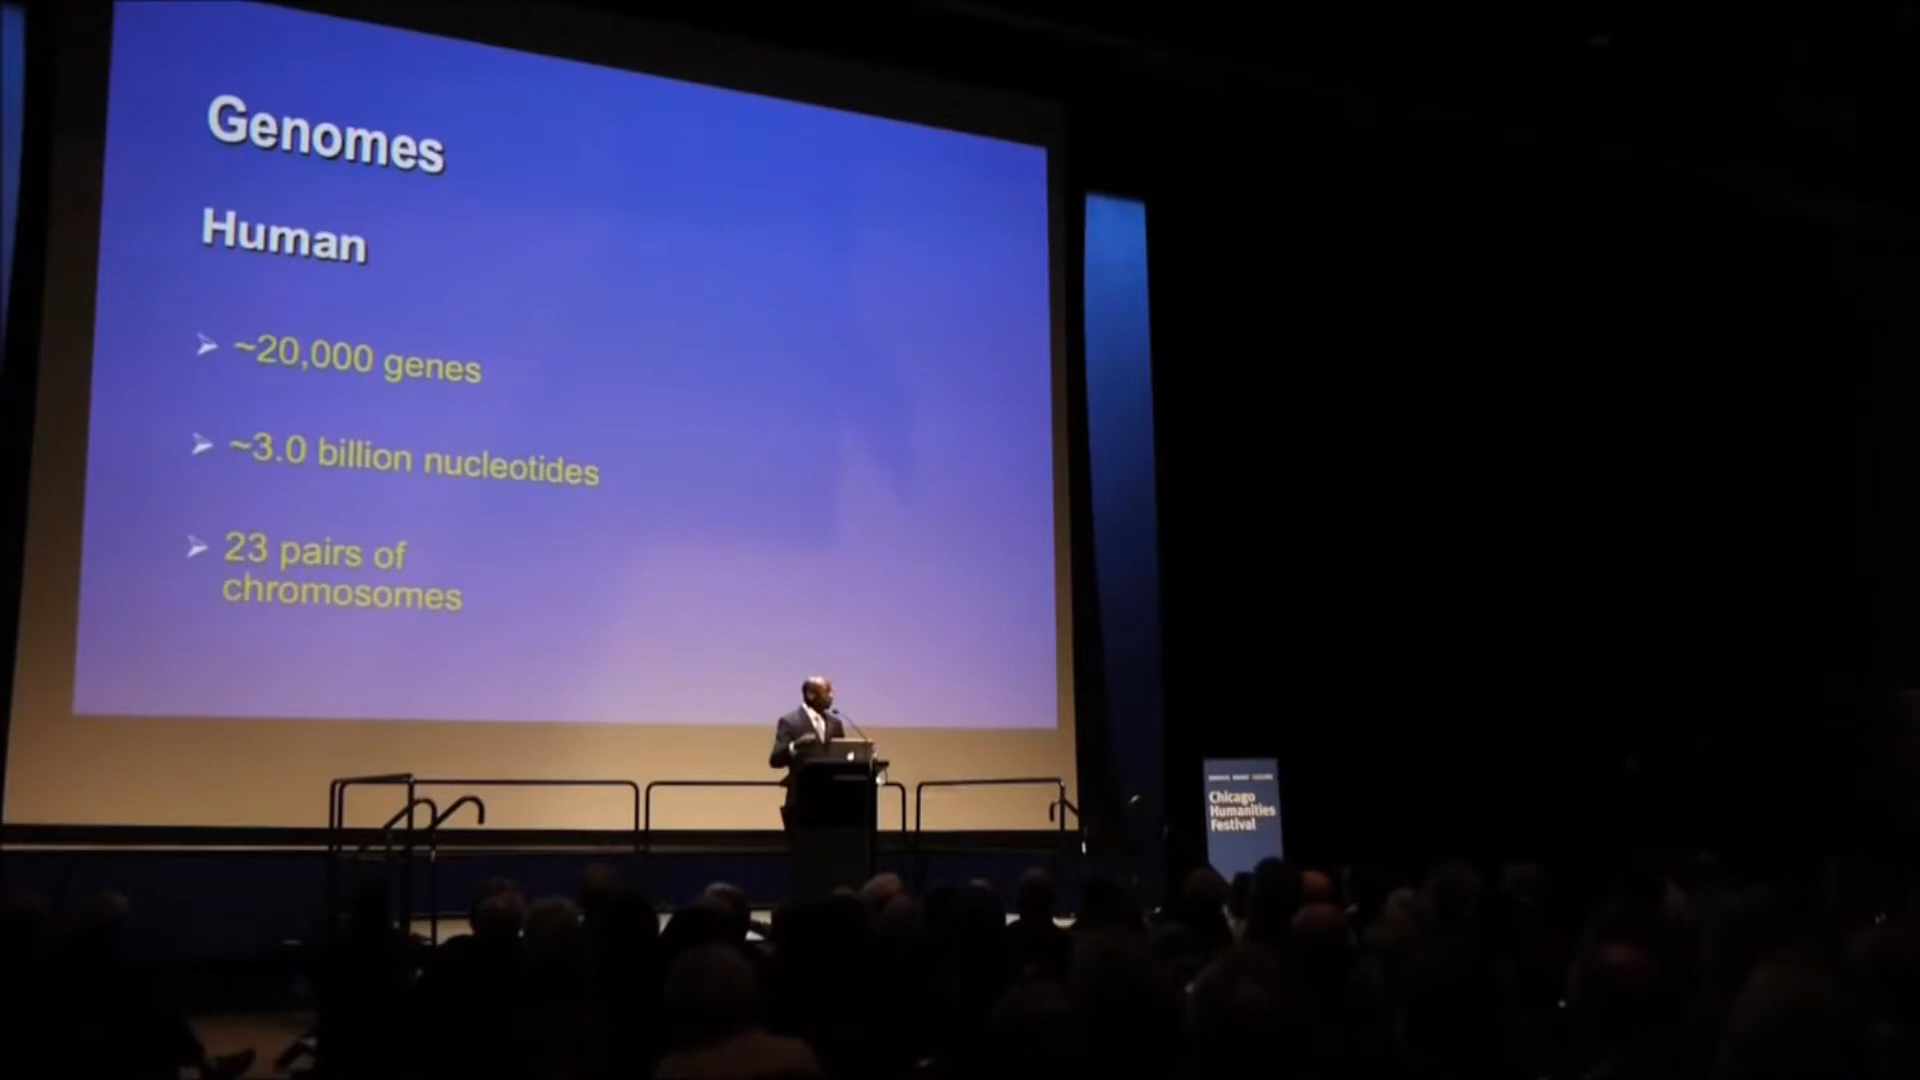 Genomes
Human
~20,000 genes
~3.0 billion nucleotides
23 pairs of
chromosomes
Chicago
Humanities
Festival